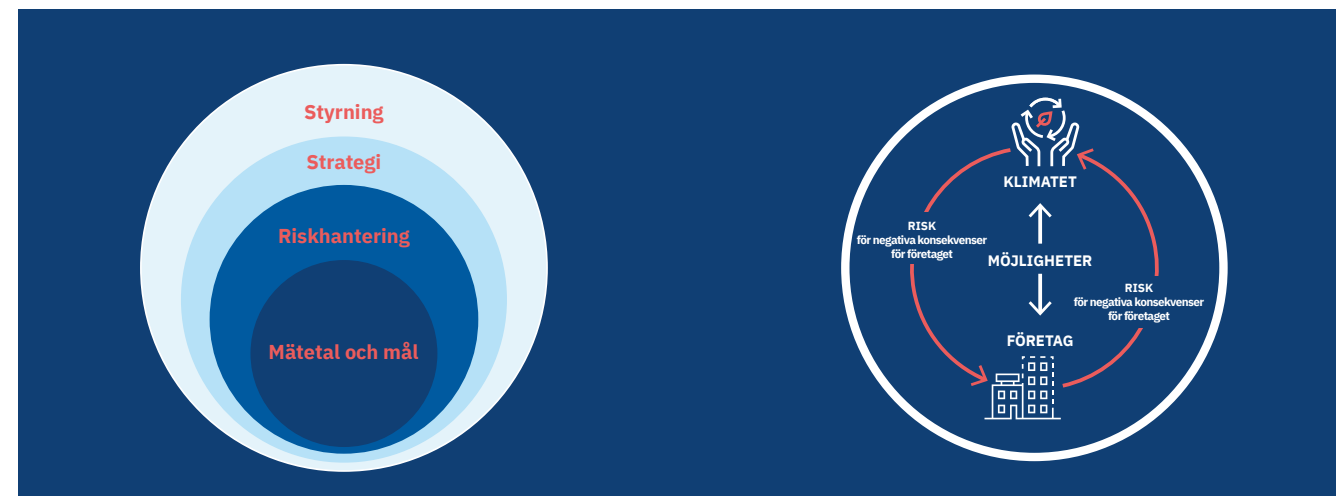 Styrning
Strategi
Riskhantering
Mätetal och mål
KLIMATET
RISK
för negativa konsekvenser
för företaget
MÖJLIGHETER
RISK
för negativa konsekvenser
för företaget
FÖRETAG